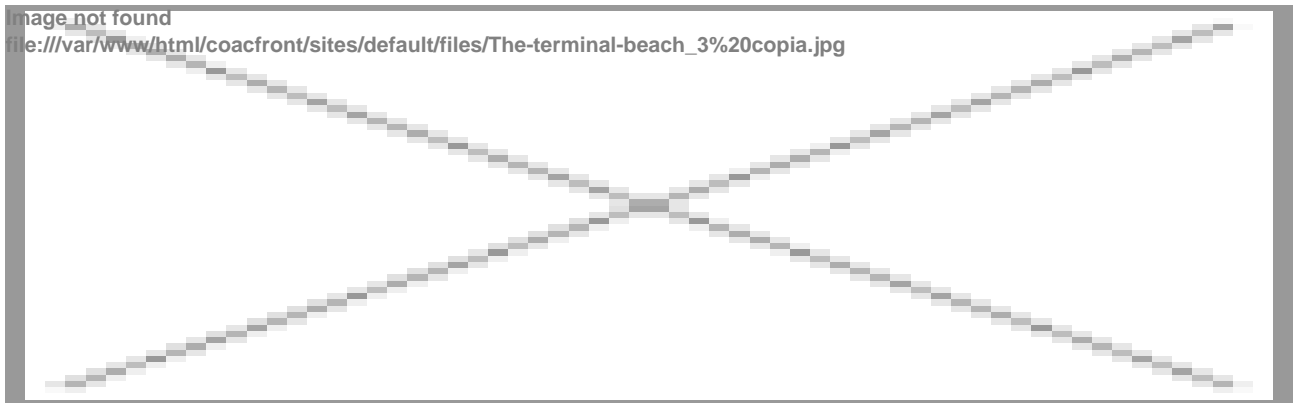 Image not found
file:///var/www/html/coacfront/sites/default/files/The-terminal-beach_3%20copia.jpg